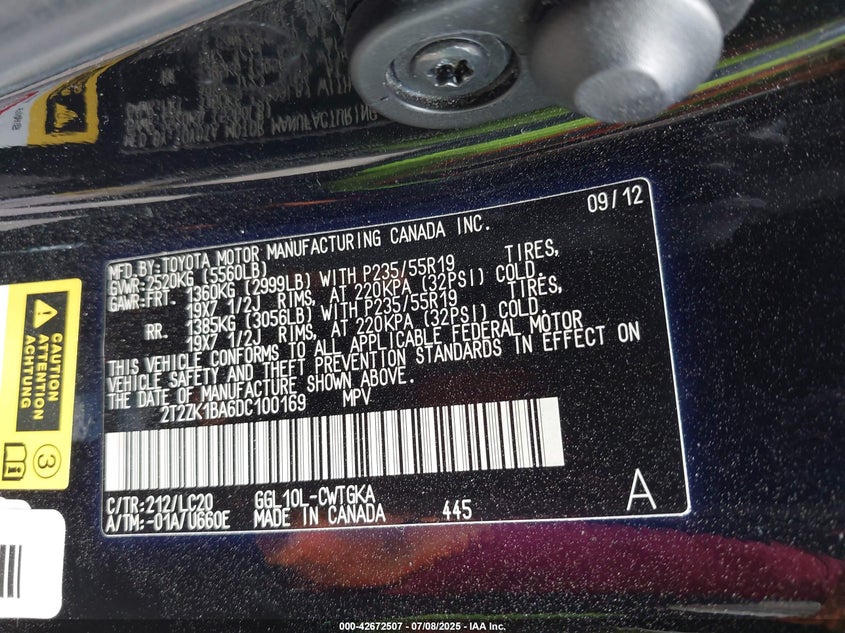 09/12
MFD.BY:TOYOTA MOTOR MANUFACTURING CANADA INC.
GVWR:2520KG (5560LB)
GAWR:FRT. 1360KG (2999LB) WITH P235/55R19 TIRES,
19X7 1/2J RIMS, AT 220KPA (32PSI) COLD.
RR. 1385KG (3056LB) WITH P235/55R19 TIRES,
19X7 1/2J RIMS, AT 220KPA (32PSI) COLD.
THIS VEHICLE CONFORMS TO ALL APPLICABLE FEDERAL MOTOR
VEHICLE SAFETY AND THEFT PREVENTION STANDARDS IN EFFECT ON
THE DATE OF MANUFACTURE SHOWN ABOVE.
2T2ZK1BA6DC100169 MPV
C/TR:212/LC20 GGL10L-CWTGKA
A/TM:-01A/U660E MADE IN CANADA 445 A
CAUTION
ATTENTION
ACHTUNG
3
000-42672507 - 07/08/2025 - IAA Inc.